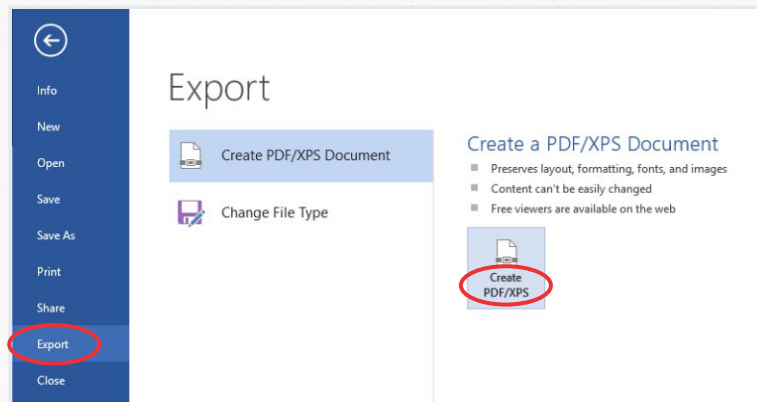 Info
New
Open
Save
Save As
Print
Share
Export
Close
Export
Create PDF/XPS Document
Change File Type
Create a PDF/XPS Document
Preserves layout, formatting, fonts, and images
Content can't be easily changed
Free viewers are available on the web
Create
PDF/XPS